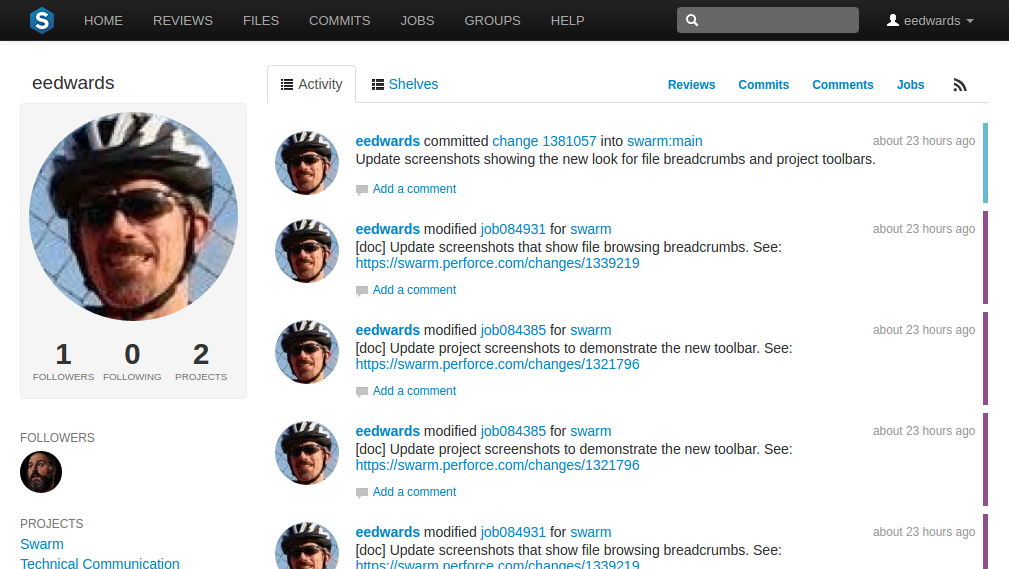 S HOME REVIEWS FILES COMMITS JOBS GROUPS HELP eedwards
eedwards
1 0 2
FOLLOWERS FOLLOWING PROJECTS
FOLLOWERS
PROJECTS
Swarm
Technical Communication
Activity Shelves Reviews Commits Comments Jobs
eedwards committed change 1381057 into swarm:main about 23 hours ago
Update screenshots showing the new look for file breadcrumbs and project toolbars.
Add a comment
eedwards modified job084931 for swarm about 23 hours ago
[doc] Update screenshots that show file browsing breadcrumbs. See:
https://swarm.perforce.com/changes/1339219
Add a comment
eedwards modified job084385 for swarm about 23 hours ago
[doc] Update project screenshots to demonstrate the new toolbar. See:
https://swarm.perforce.com/changes/1321796
Add a comment
eedwards modified job084385 for swarm about 23 hours ago
[doc] Update project screenshots to demonstrate the new toolbar. See:
https://swarm.perforce.com/changes/1321796
Add a comment
eedwards modified job084931 for swarm about 23 hours ago
[doc] Update screenshots that show file browsing breadcrumbs. See:
https://swarm.perforce.com/changes/1339219